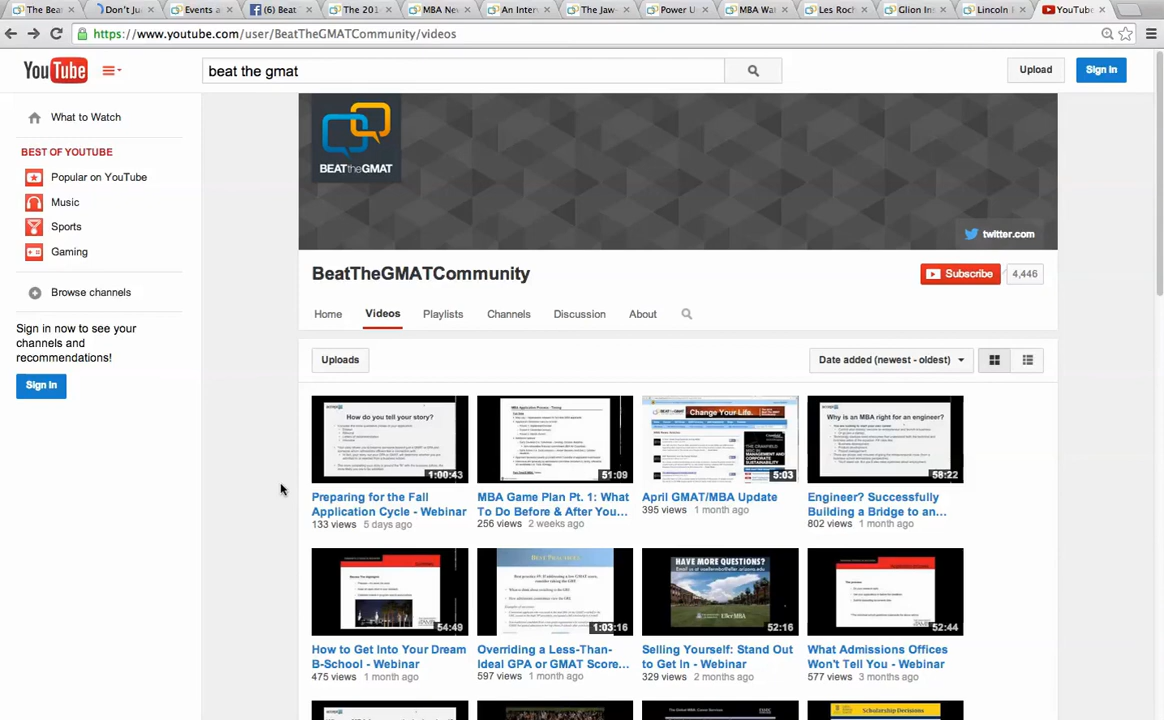 The Bea
Don't Ju
Events a
(6) Beat
The 201
MBA Ne
An Inter
The Jaw
Power U
MBA Wa
Les Roc
Glion In
Lincoln
YouTube
https://www.youtube.com/user/BeatTheGMATCommunity/videos
YouTube
beat the gmat
Upload
Sign In
What to Watch
BEST OF YOUTUBE
Popular on YouTube
Music
Sports
Gaming
Browse channels
Sign in now to see your
channels and
recommendations!
Sign In
BEATtheGMAT
twitter.com
BeatTheGMATCommunity
Subscribe
4,446
Home
Videos
Playlists
Channels
Discussion
About
Uploads
Date added (newest - oldest)
How do you tell your story?
1:00:43
Preparing for the Fall
Application Cycle - Webinar
133 views 5 days ago
MBA Application Process - Timing
51:09
MBA Game Plan Pt. 1: What
To Do Before & After You...
256 views 2 weeks ago
BEAT THE GMAT
Change Your Life.
5:03
April GMAT/MBA Update
395 views 1 month ago
Why is an MBA right for an engineer?
58:22
Engineer? Successfully
Building a Bridge to an...
802 views 1 month ago
54:49
How to Get Into Your Dream
B-School - Webinar
475 views 1 month ago
BEST PRACTICES
1:03:16
Overriding a Less-Than-
Ideal GPA or GMAT Score...
597 views 1 month ago
HAVE MORE QUESTIONS?
52:16
Selling Yourself: Stand Out
to Get In - Webinar
329 views 2 months ago
52:44
What Admissions Offices
Won't Tell You - Webinar
577 views 3 months ago
Scholarship Decisions